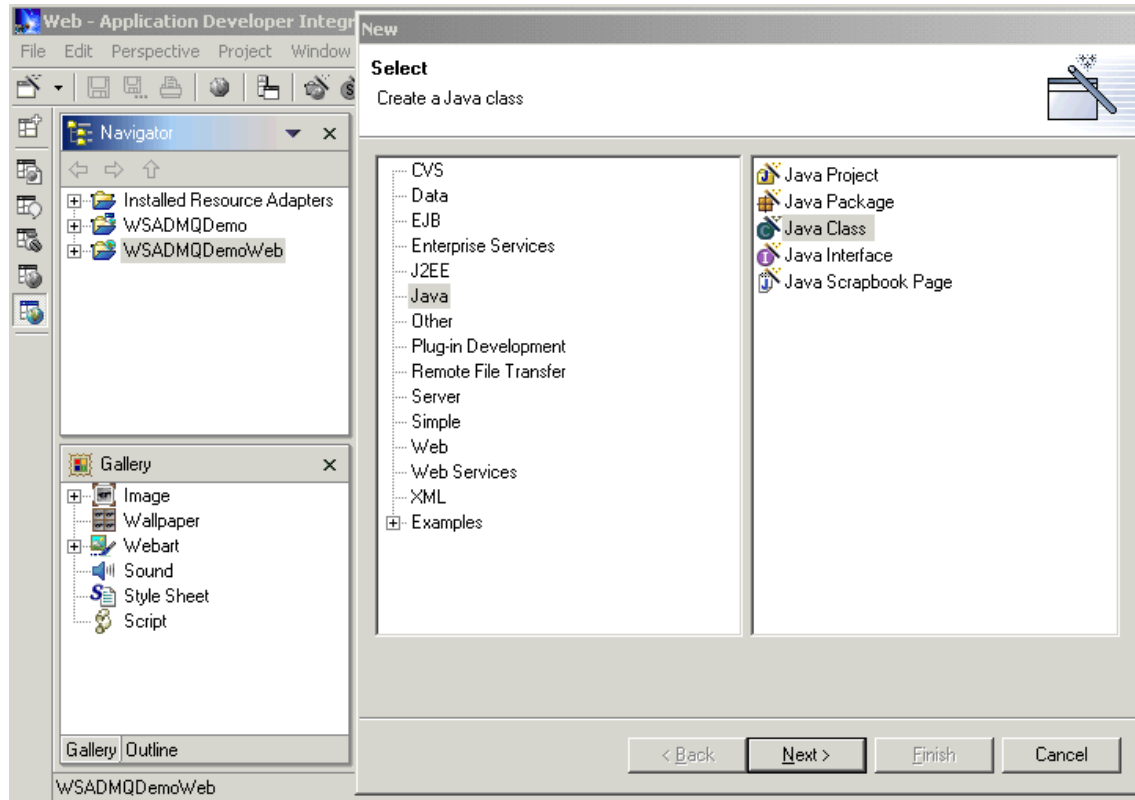 Web - Application Developer Integr
File Edit Perspective Project Window
Navigator
Installed Resource Adapters
WSADMQDemo
WSADMQDemoWeb
Gallery
Image
Wallpaper
Webart
Sound
Style Sheet
Script
Gallery Outline
WSADMQDemoWeb
New
Select
Create a Java class
CVS
Data
EJB
Enterprise Services
J2EE
Java
Other
Plug-in Development
Remote File Transfer
Server
Simple
Web
Web Services
XML
Examples
Java Project
Java Package
Java Class
Java Interface
Java Scrapbook Page
< Back Next > Finish Cancel